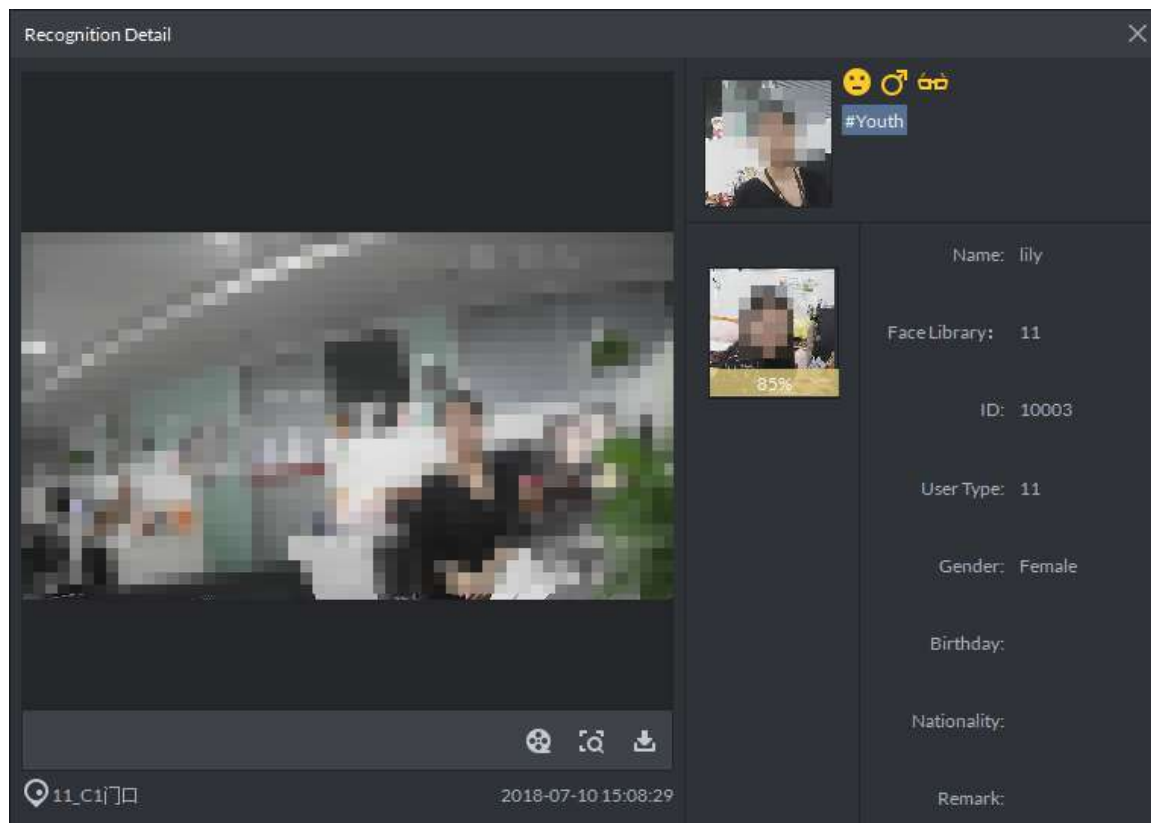 Recognition Detail
#Youth
85%
Name: lily
Face Library: 11
ID: 10003
User Type: 11
Gender: Female
Birthday:
Nationality:
Remark:
11_C1门口
2018-07-10 15:08:29